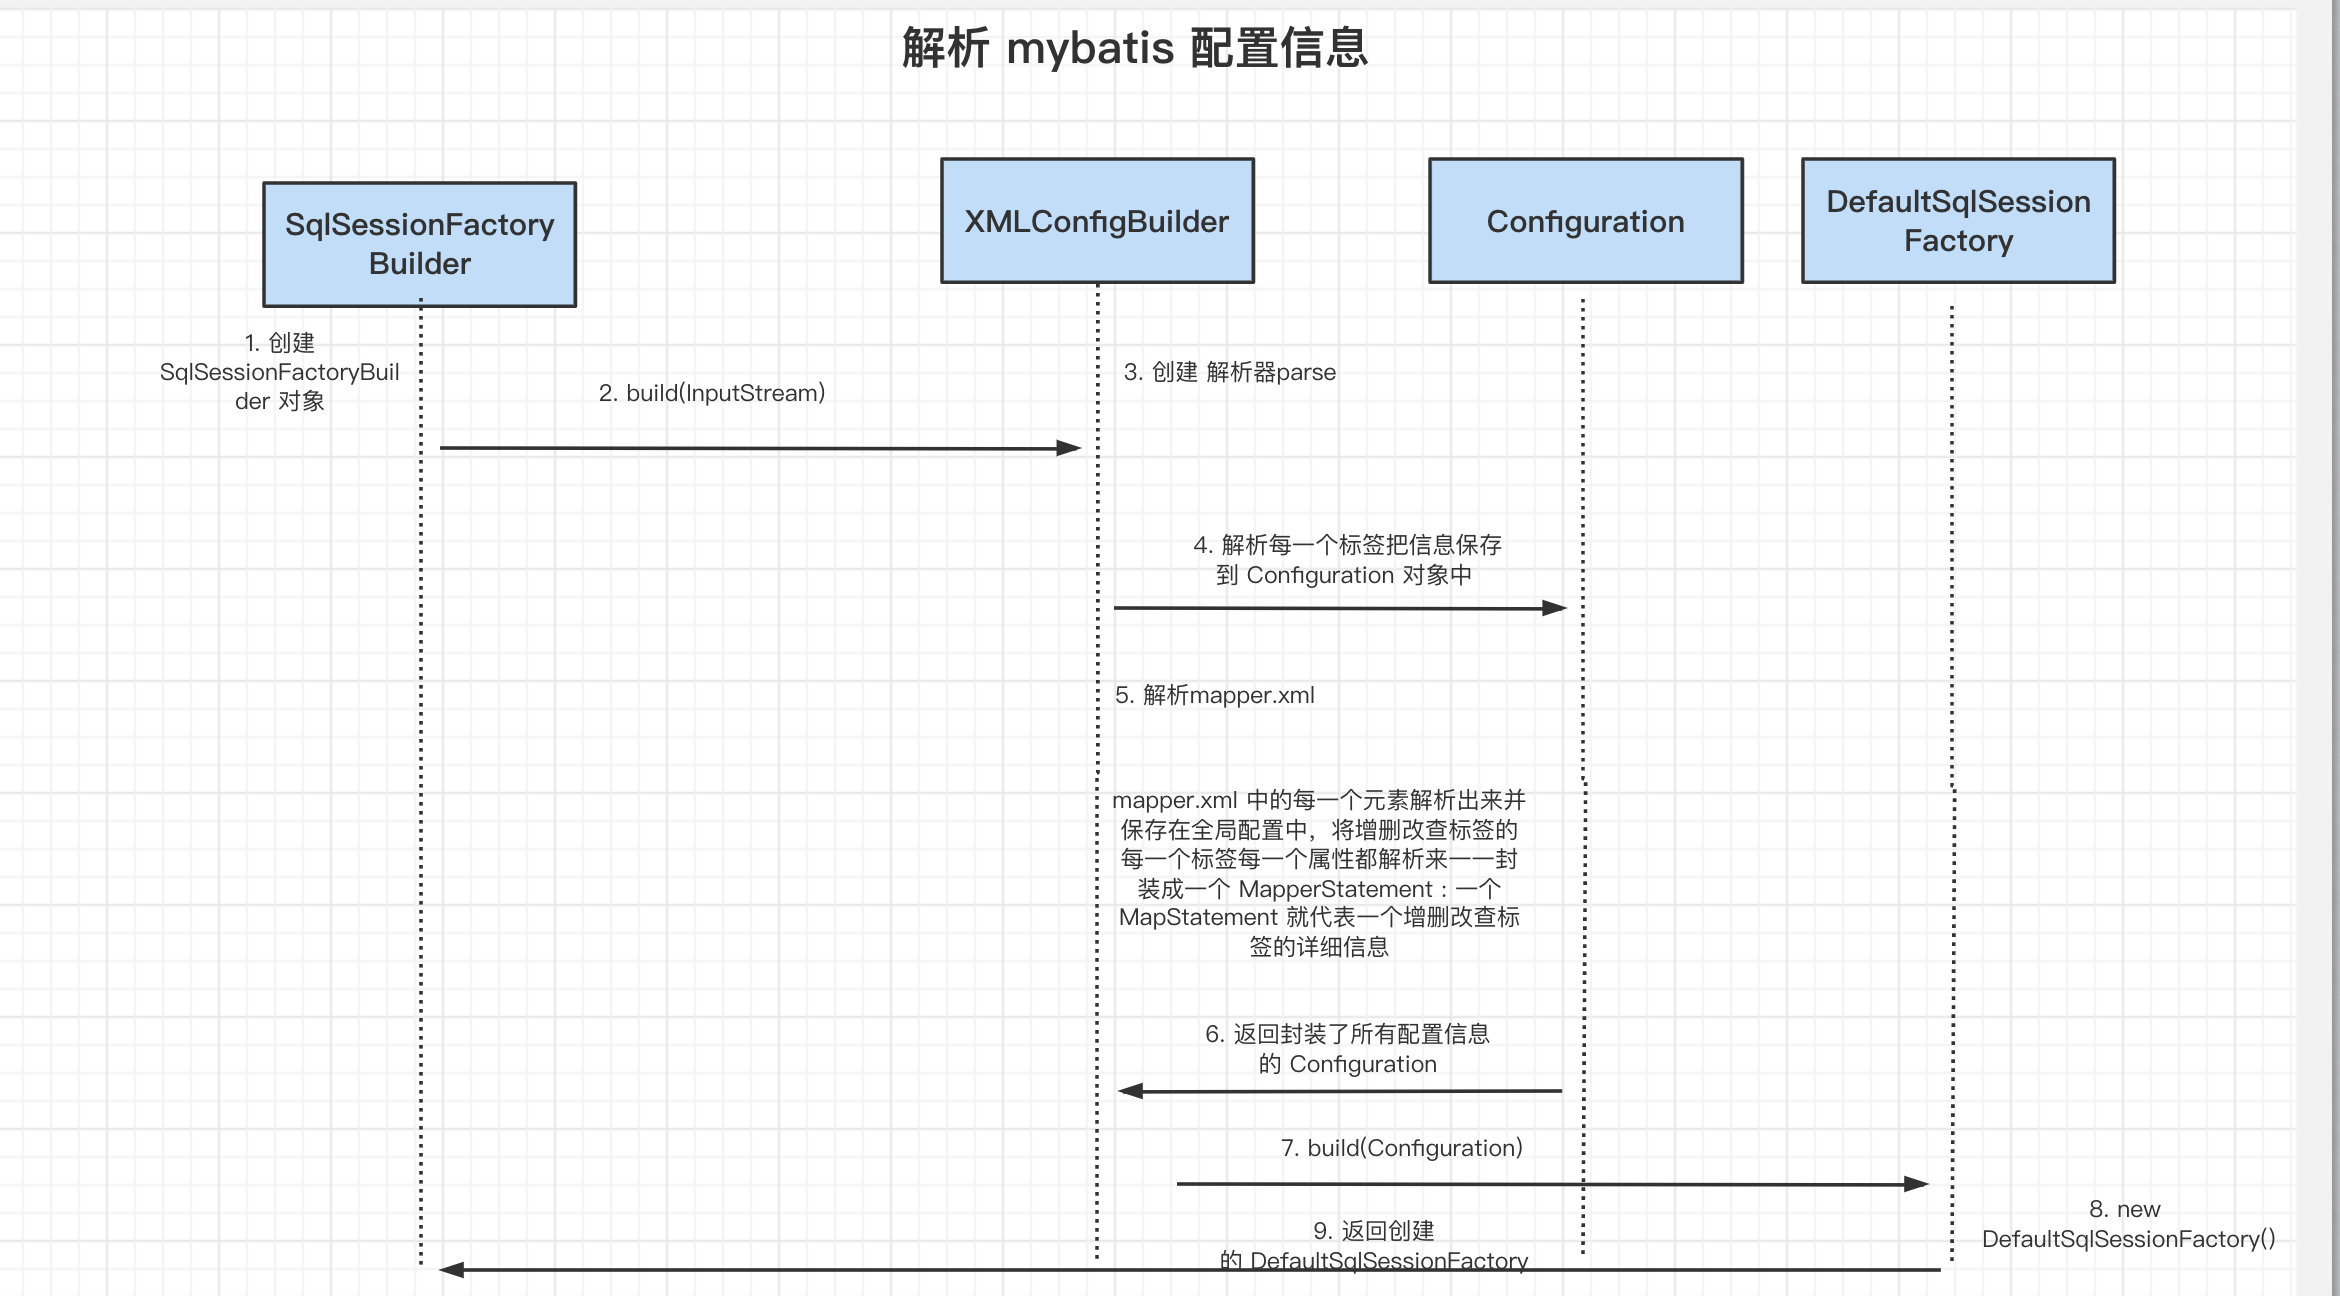 解析 mybatis 配置信息
SqlSessionFactory
Builder
XMLConfigBuilder
Configuration
DefaultSqlSession
Factory
1. 创建
SqlSessionFactoryBuil
der 对象
2. build(InputStream)
3. 创建 解析器parse
4. 解析每一个标签把信息保存
到 Configuration 对象中
5. 解析mapper.xml
mapper.xml 中的每一个元素解析出来并
保存在全局配置中，将增删改查标签的
每一个标签每一个属性都解析来一一封
装成一个 MapperStatement : 一个
MapStatement 就代表一个增删改查标
签的详细信息
6. 返回封装了所有配置信息
的 Configuration
7. build(Configuration)
8. new
DefaultSqlSessionFactory()
9. 返回创建
的 DefaultSqlSessionFactory